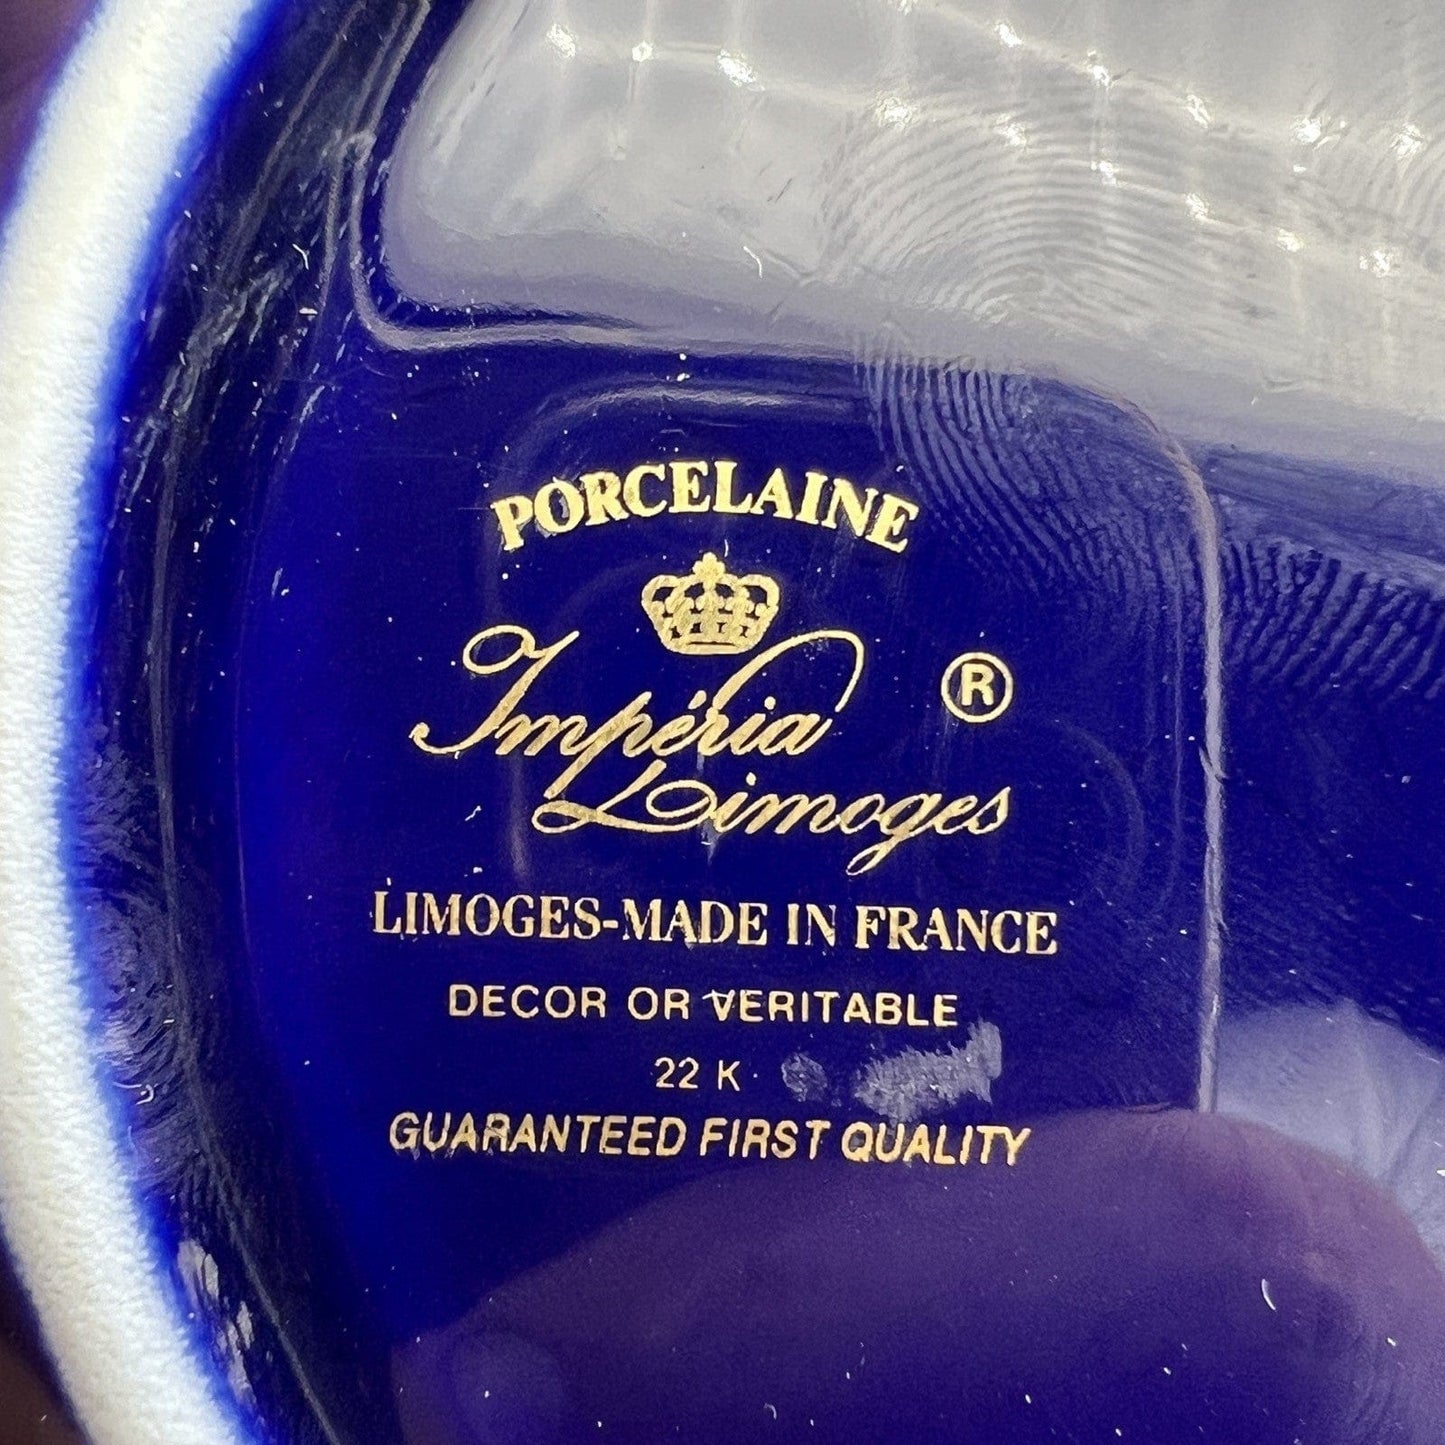 PORCELAINE
Impéria
®
Limoges
LIMOGES-MADE IN FRANCE
DECOR OR VERITABLE
22 K
GUARANTEED FIRST QUALITY